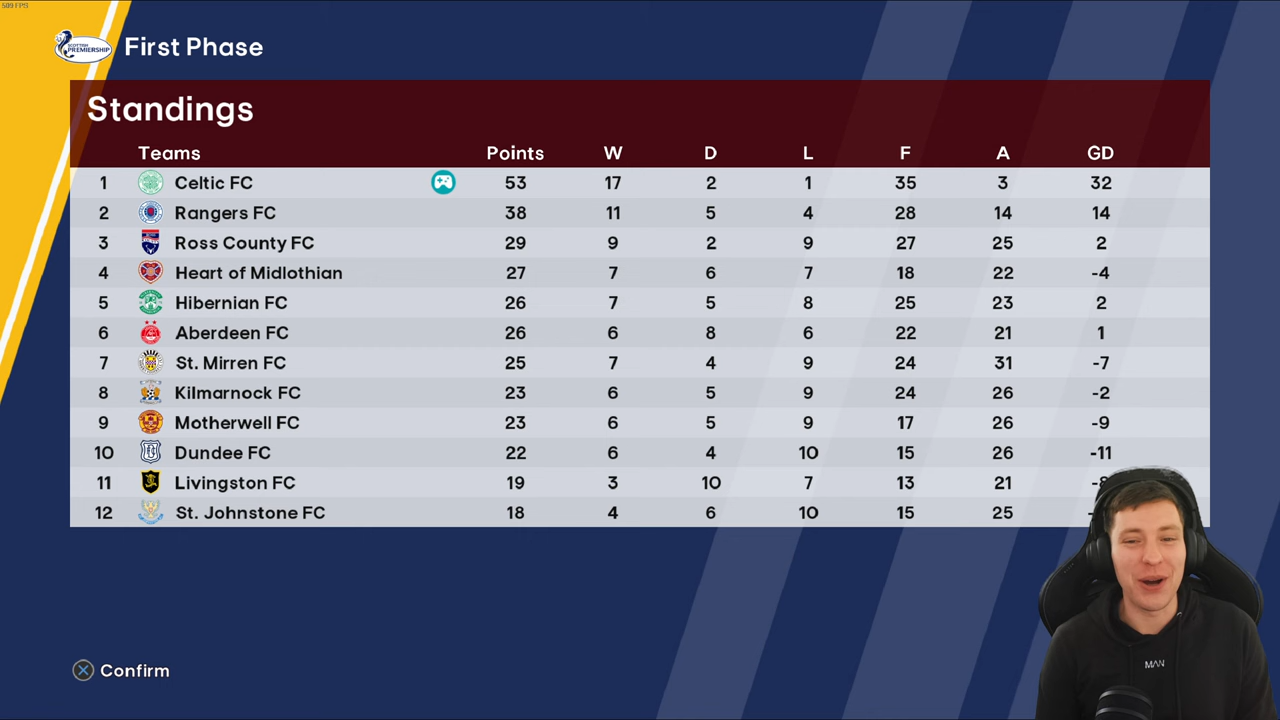 509 FPS
SCOTTISH
PREMIERSHIP
First Phase
Standings
Teams Points W D L F A GD
1 Celtic FC 53 17 2 1 35 3 32
2 Rangers FC 38 11 5 4 28 14 14
3 Ross County FC 29 9 2 9 27 25 2
4 Heart of Midlothian 27 7 6 7 18 22 -4
5 Hibernian FC 26 7 5 8 25 23 2
6 Aberdeen FC 26 6 8 6 22 21 1
7 St. Mirren FC 25 7 4 9 24 31 -7
8 Kilmarnock FC 23 6 5 9 24 26 -2
9 Motherwell FC 23 6 5 9 17 26 -9
10 Dundee FC 22 6 4 10 15 26 -11
11 Livingston FC 19 3 10 7 13 21
12 St. Johnstone FC 18 4 6 10 15 25
Confirm
MAN